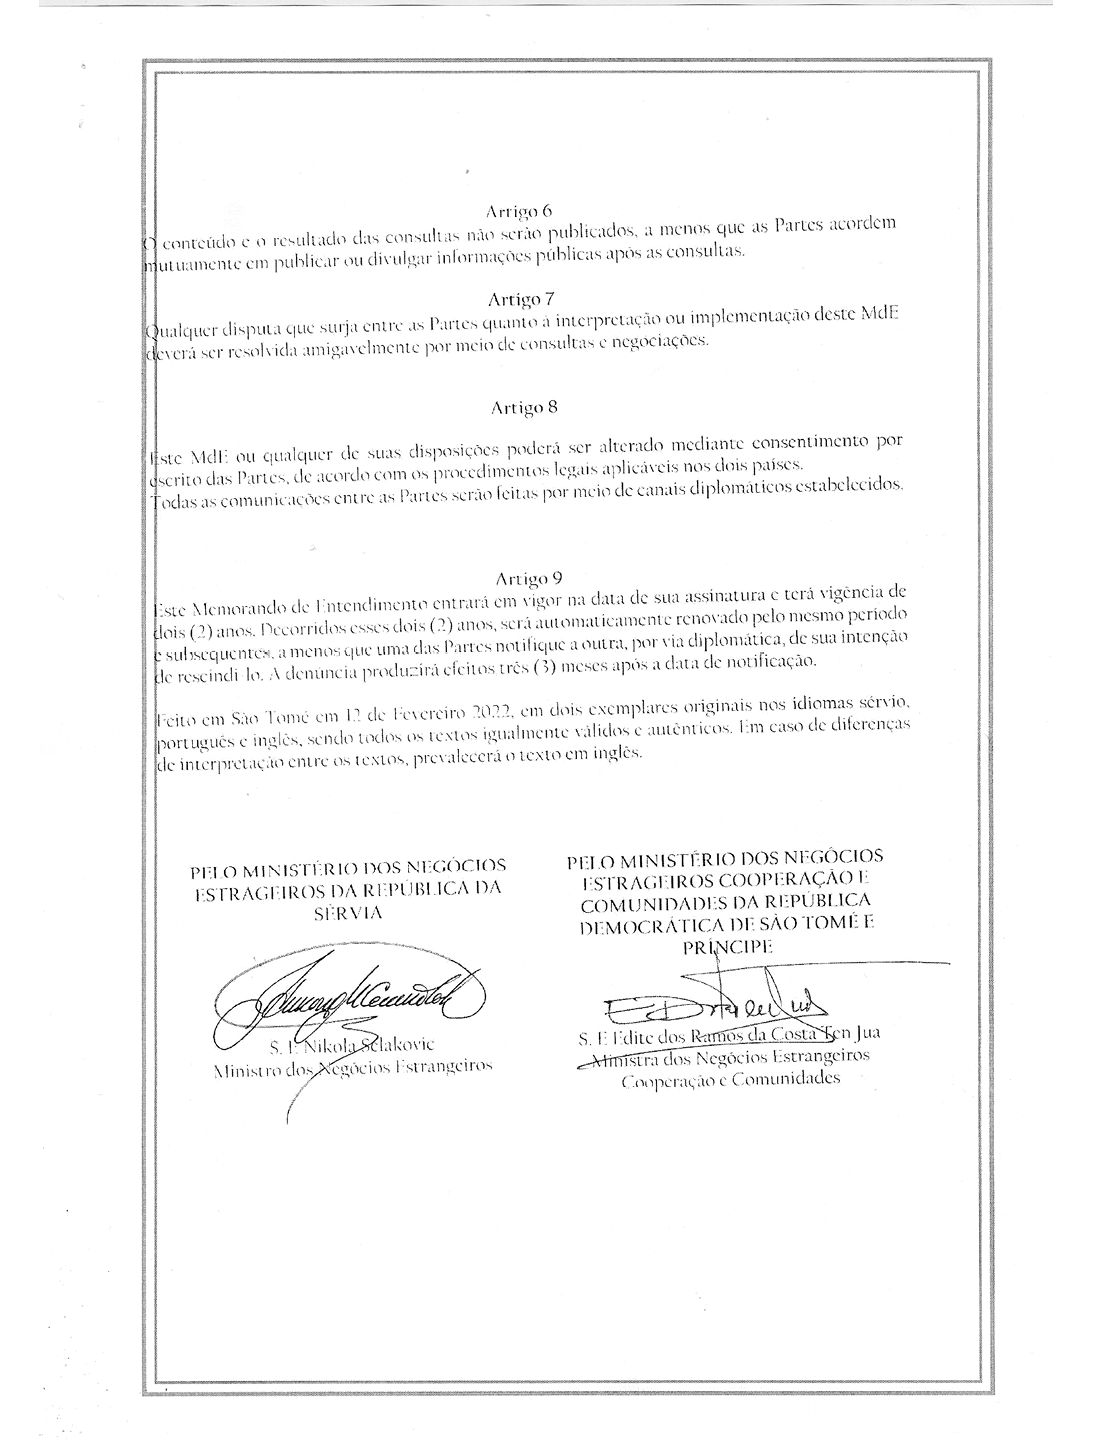 Artigo 6
O conteúdo e o resultado das consultas não serão publicados, a menos que as Partes acordem
mutuamente em publicar ou divulgar informações públicas após as consultas.
Artigo 7
Qualquer disputa que surja entre as Partes quanto à interpretação ou implementação deste MdE
deverá ser resolvida amigavelmente por meio de consultas e negociações.
Artigo 8
Este MdE ou qualquer de suas disposições poderá ser alterado mediante consentimento por
escrito das Partes, de acordo com os procedimentos legais aplicáveis nos dois países.
Todas as comunicações entre as Partes serão feitas por meio de canais diplomáticos estabelecidos.
Artigo 9
Este Memorando de Entendimento entrará em vigor na data de sua assinatura e terá vigência de
dois (2) anos. Decorridos esses dois (2) anos, será automaticamente renovado pelo mesmo período
e subsequentes, a menos que uma das Partes notifique a outra, por via diplomática, de sua intenção
de rescindi-lo. A denúncia produzirá efeitos três (3) meses após a data de notificação.
Feito em São Tomé em 12 de Fevereiro 2022, em dois exemplares originais nos idiomas sérvio,
português e inglês, sendo todos os textos igualmente válidos e autênticos. Em caso de diferenças
de interpretação entre os textos, prevalecerá o texto em inglês.
PELO MINISTÉRIO DOS NEGÓCIOS
ESTRAGEIROS DA REPÚBLICA DA
SÉRVIA
S. E Nikola Selakovic
Ministro dos Negócios Estrangeiros
PELO MINISTÉRIO DOS NEGÓCIOS
ESTRAGEIROS COOPERAÇÃO E
COMUNIDADES DA REPÚBLICA
DEMOCRÁTICA DE SÃO TOMÉ E
PRÍNCIPE
S. E Edite dos Ramos da Costa Ten Jua
Ministra dos Negócios Estrangeiros
Cooperação e Comunidades